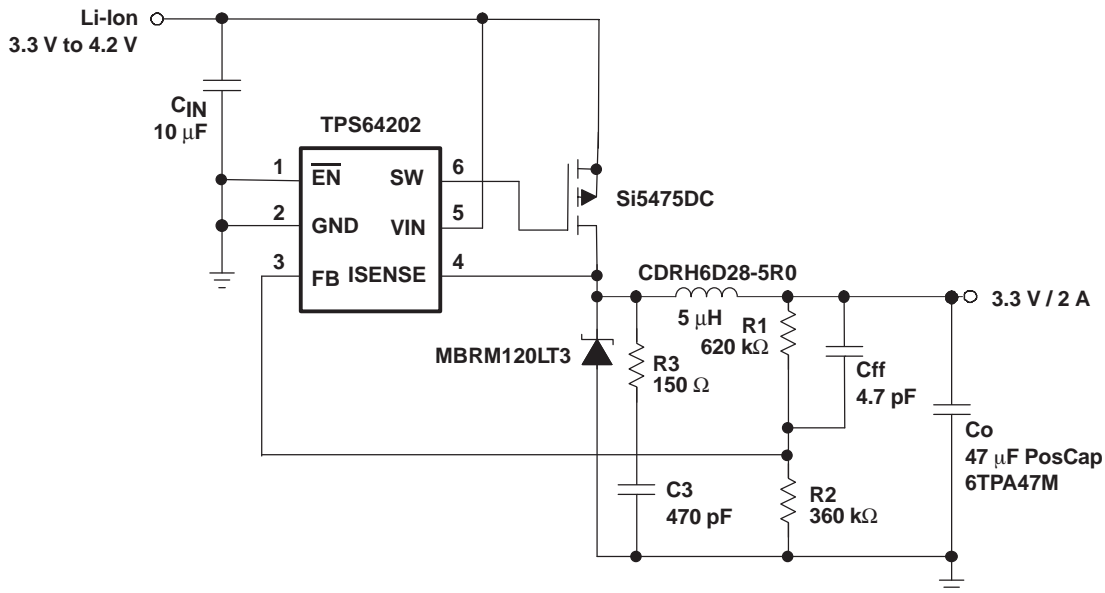 Li-Ion
3.3 V to 4.2 V
CIN
10 μF
TPS64202
1
EN
SW
6
2
GND
VIN
5
3
FB
ISENSE
4
Si5475DC
CDRH6D28-5R0
5 μH
3.3 V / 2 A
R1
620 kΩ
MBRM120LT3
R3
150 Ω
Cff
4.7 pF
Co
47 μF PosCap
6TPA47M
C3
470 pF
R2
360 kΩ